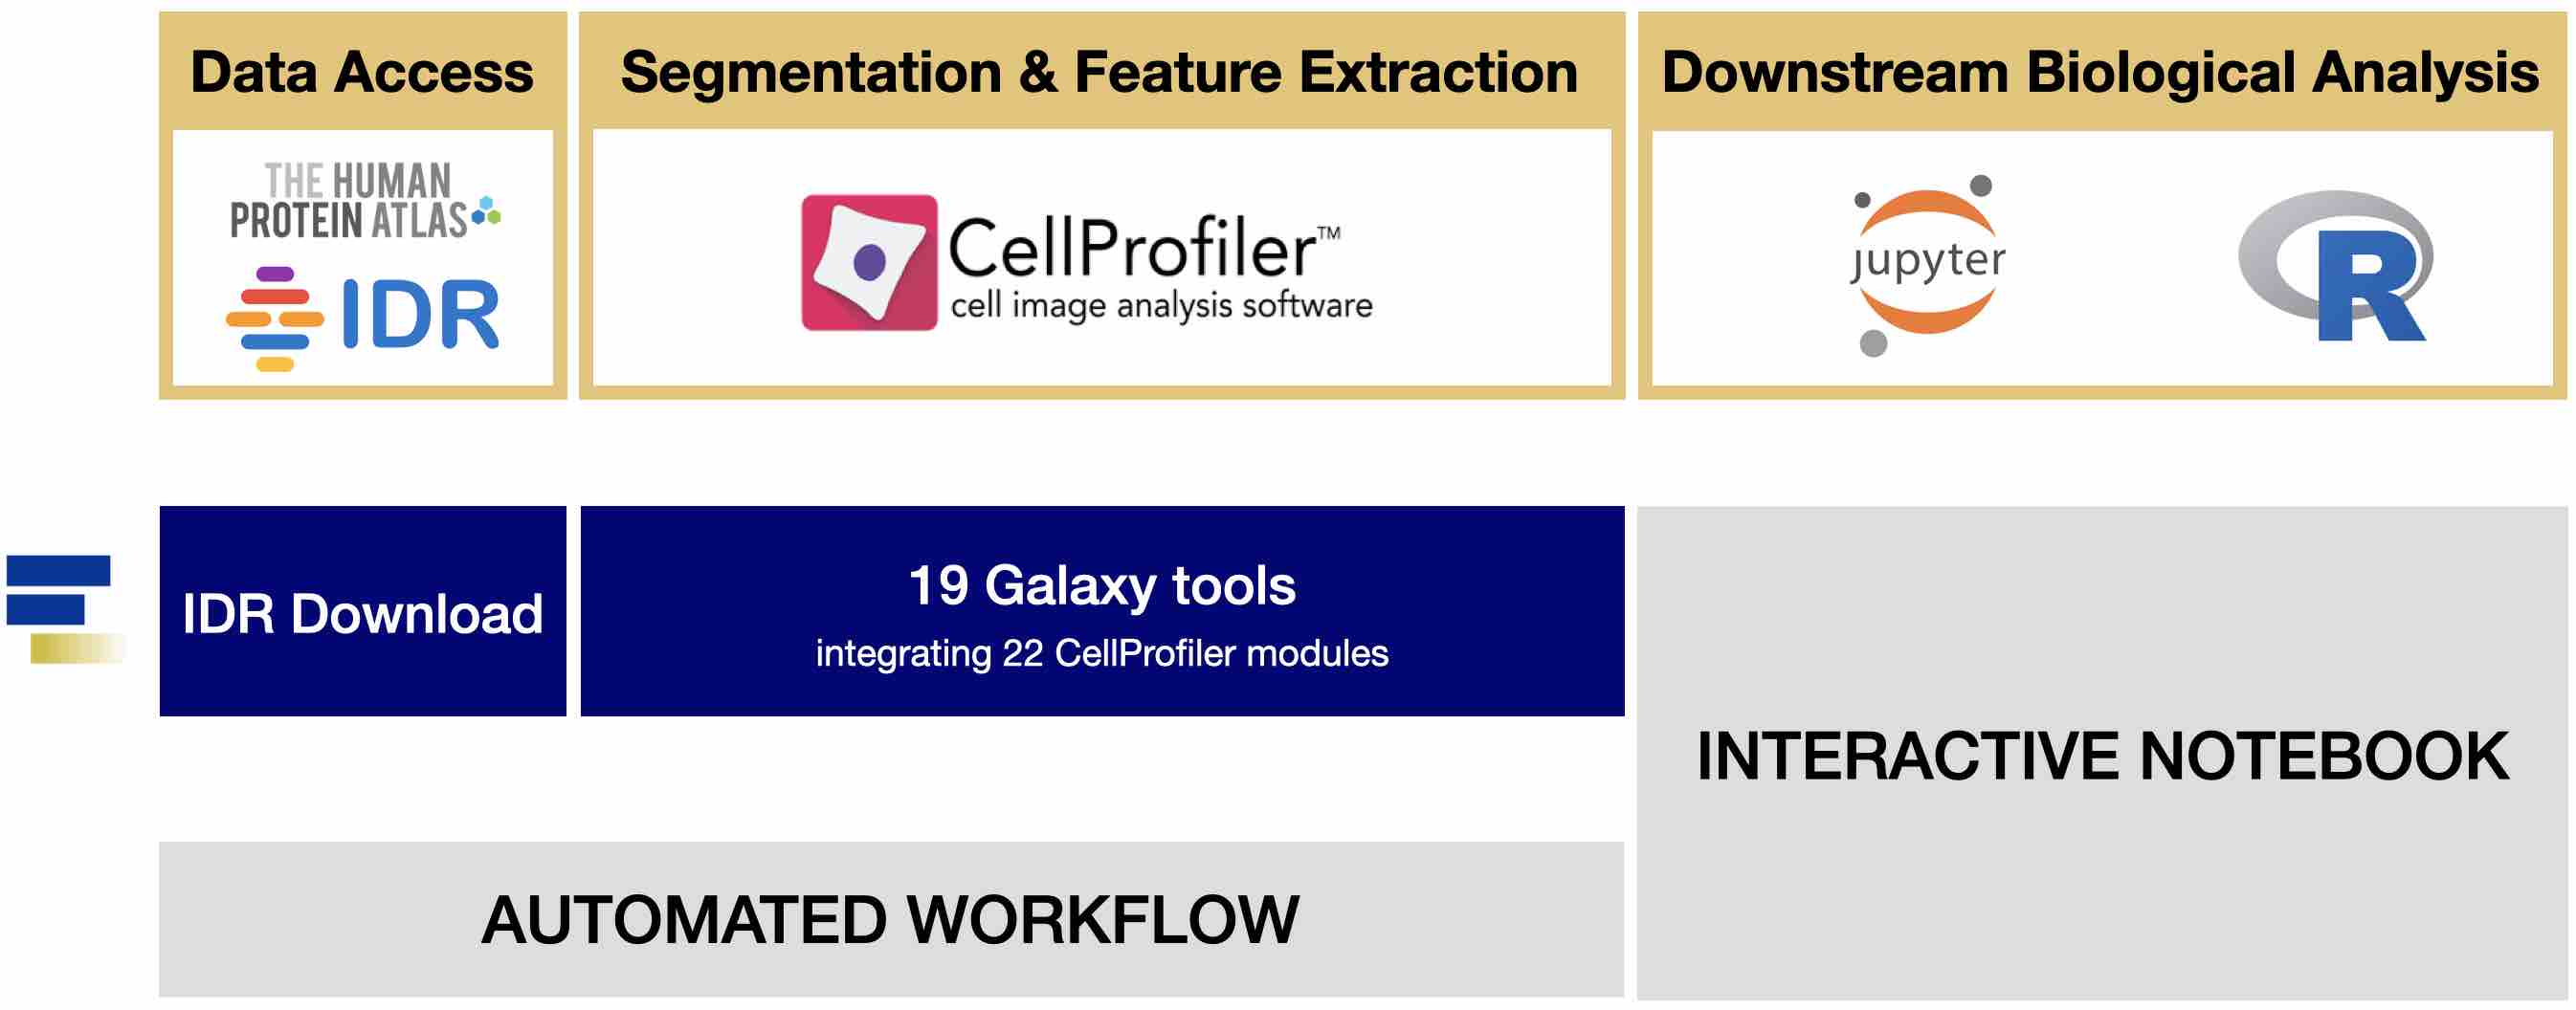 Data Access
Segmentation & Feature Extraction
Downstream Biological Analysis
THE HUMAN
PROTEIN ATLAS
IDR
CellProfiler™
cell image analysis software
jupyter
R
IDR Download
19 Galaxy tools
integrating 22 CellProfiler modules
INTERACTIVE NOTEBOOK
AUTOMATED WORKFLOW